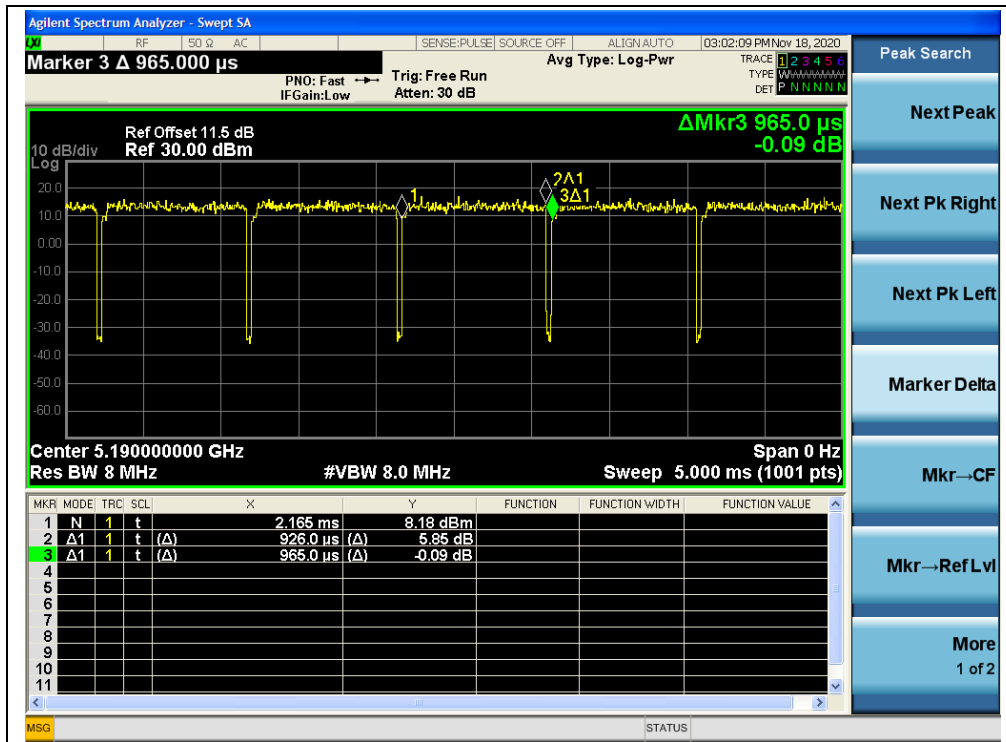 Agilent Spectrum Analyzer - Swept SA
LXI RF 50 Ω AC SENSE:PULSE SOURCE OFF ALIGN AUTO 03:02:09 PM Nov 18, 2020
Marker 3 Δ 965.000 µs
PNO: Fast
IFGain:Low
Trig: Free Run
Atten: 30 dB
Avg Type: Log-Pwr
TRACE 1 2 3 4 5 6
TYPE W
DET P N N N N N
Peak Search
Next Peak
Next Pk Right
Next Pk Left
Marker Delta
Mkr→CF
Mkr→Ref Lvl
More
1 of 2
ΔMkr3 965.0 µs
-0.09 dB
Ref Offset 11.5 dB
10 dB/div Ref 30.00 dBm
Log
20.0
10.0
0.00
-10.0
-20.0
-30.0
-40.0
-50.0
-60.0
1
2Δ1
3Δ1
Center 5.190000000 GHz Span 0 Hz
Res BW 8 MHz #VBW 8.0 MHz Sweep 5.000 ms (1001 pts)
MKR MODE TRC SCL X Y FUNCTION FUNCTION WIDTH FUNCTION VALUE
1 N 1 t 2.165 ms 8.18 dBm
2 Δ1 1 t (Δ) 926.0 µs (Δ) 5.85 dB
3 Δ1 1 t (Δ) 965.0 µs (Δ) -0.09 dB
4
5
6
7
8
9
10
11
MSG STATUS